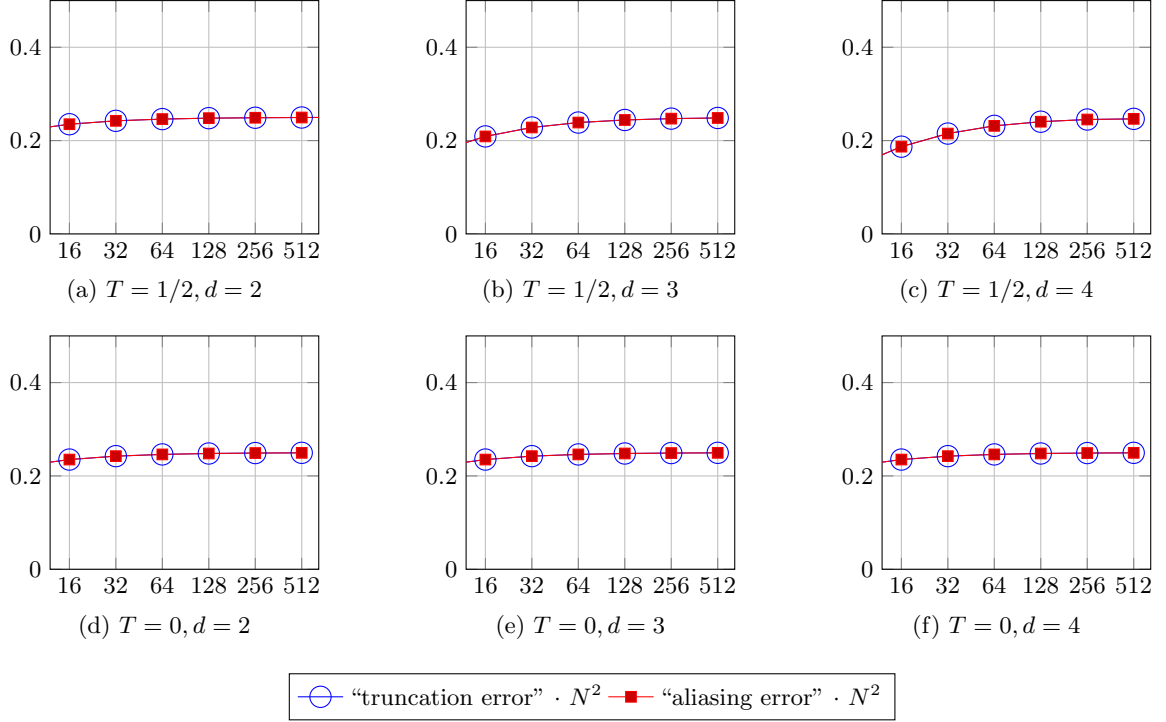 0.4 0.4 0.4
0.2 0.2 0.2
0 0 0
16 32 64 128 256 512 16 32 64 128 256 512 16 32 64 128 256 512
(a) T = 1/2, d = 2 (b) T = 1/2, d = 3 (c) T = 1/2, d = 4
0.4 0.4 0.4
0.2 0.2 0.2
0 0 0
16 32 64 128 256 512 16 32 64 128 256 512 16 32 64 128 256 512
(d) T = 0, d = 2 (e) T = 0, d = 3 (f) T = 0, d = 4
“truncation error” · N² “aliasing error” · N²